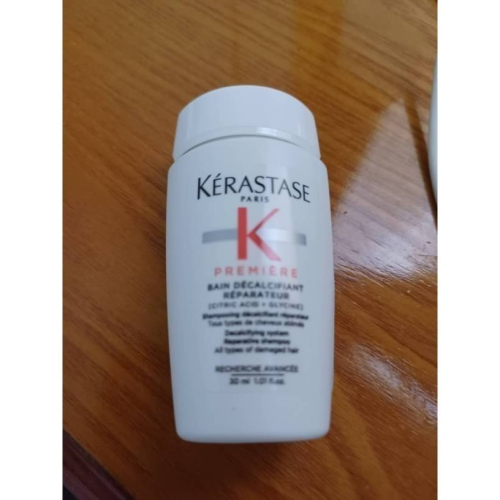 KÉRASTASE
PARIS
K
PREMIÈRE
BAIN DÉCALCIFIANT
RÉPARATEUR
[CITRIC ACID + GLYCINE]
Shampooing décalcifiant réparateur
Tous types de cheveux abîmés
Decalcifying system
Reparative shampoo
All types of damaged hair
RECHERCHE AVANCÉE
30 ml 1.01 fl.oz.